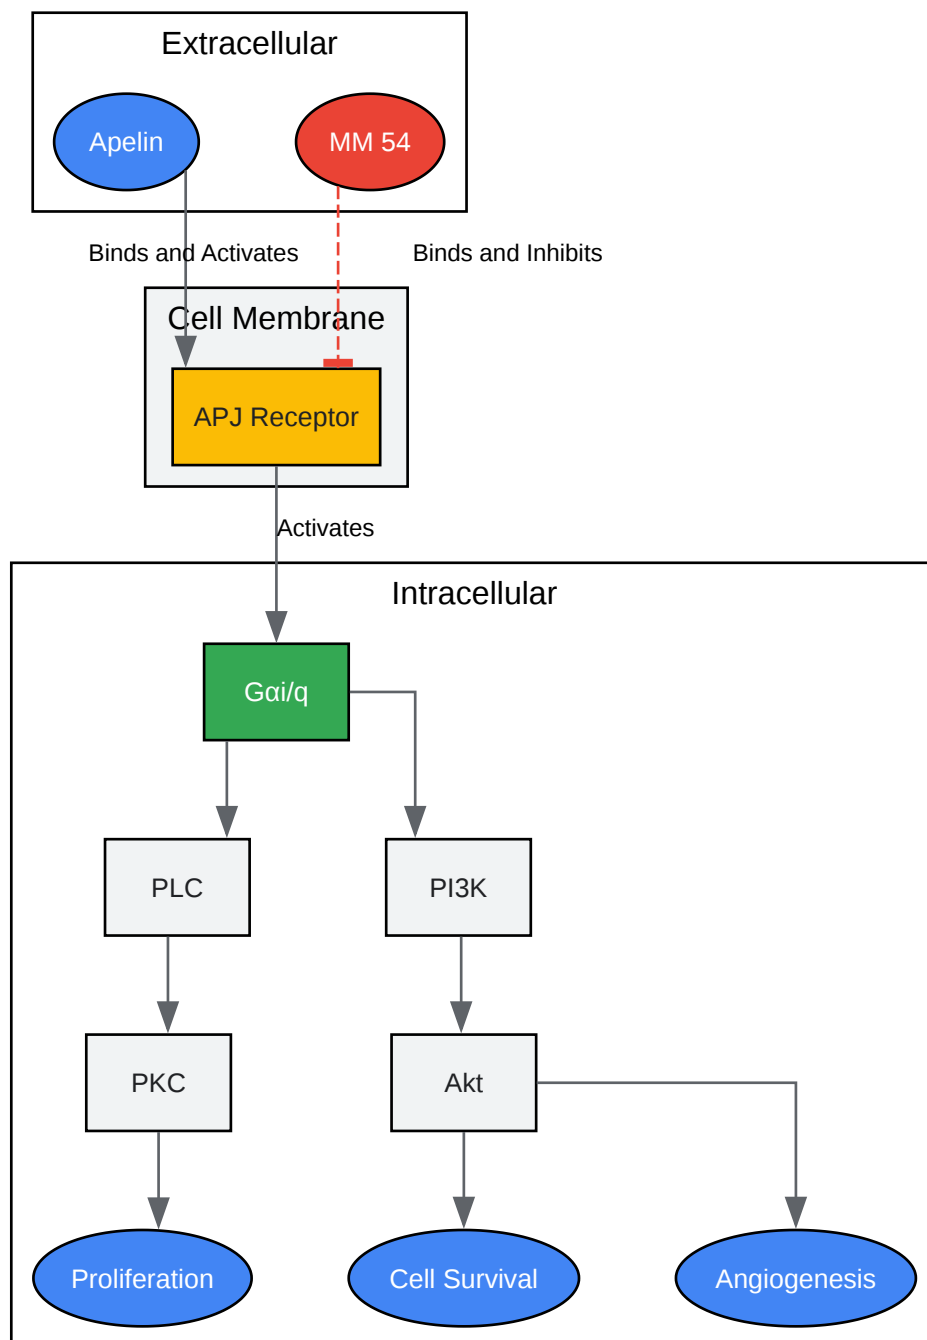 Extracellular
Apelin
MM 54
Binds and Activates
Binds and Inhibits
Cell Membrane
APJ Receptor
Activates
Intracellular
Gαi/q
PLC
PI3K
PKC
Akt
Proliferation
Cell Survival
Angiogenesis